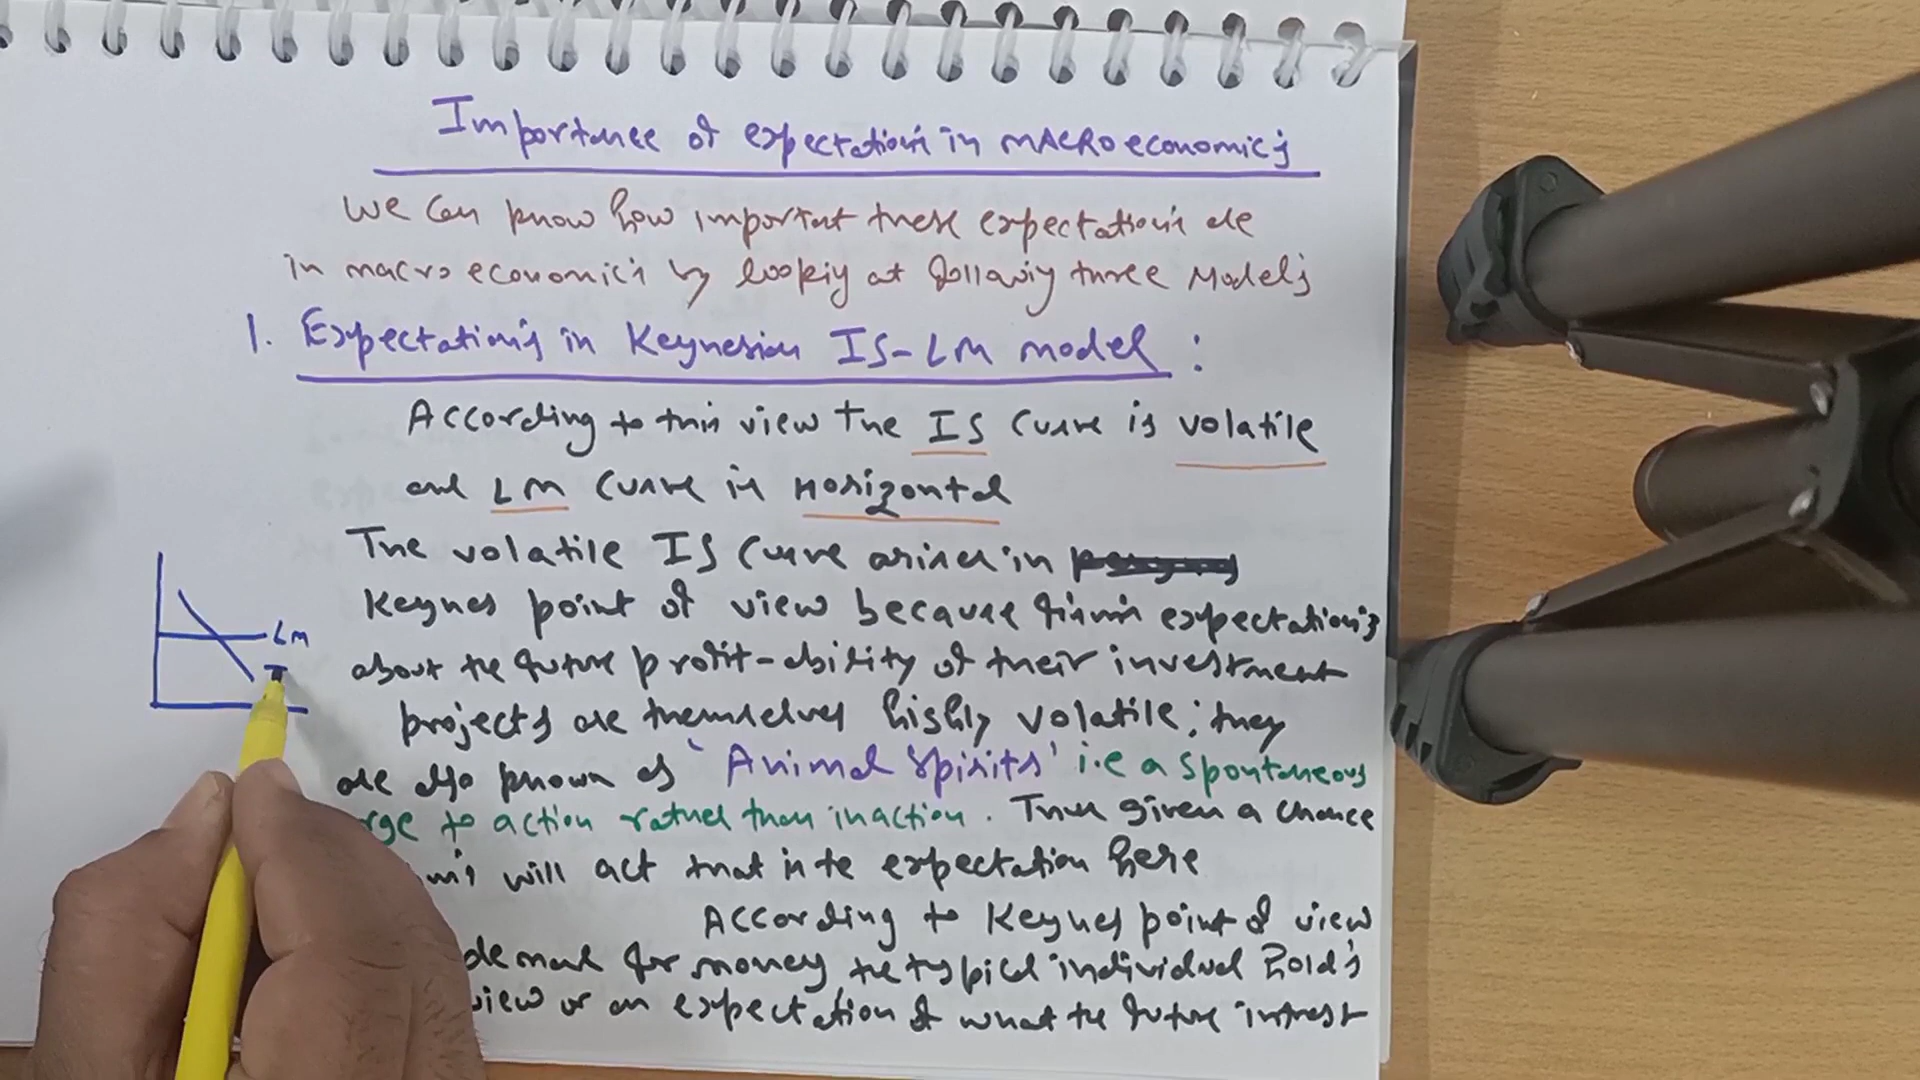 Importance of expectations in MACRO economics
We can know how important these expectations are
in macro economics by looking at following three Models
1. Expectations in Keynesian IS-LM model :
According to this view The IS Curve is volatile
and LM Curve is Horizontal
The volatile IS Curve arises in
Keynes point of view because firms expectations
about the future profit-ability of their investment
projects are themselves highly volatile; they
are also known as 'Animal Spirits' i.e a spontaneous
rge to action rather than inaction. Thus given a chance
ms will act that is the expectation here
According to Keynes point of view
demand for money the typical individual holds
view or an expectation of what the future intrest
LM
I